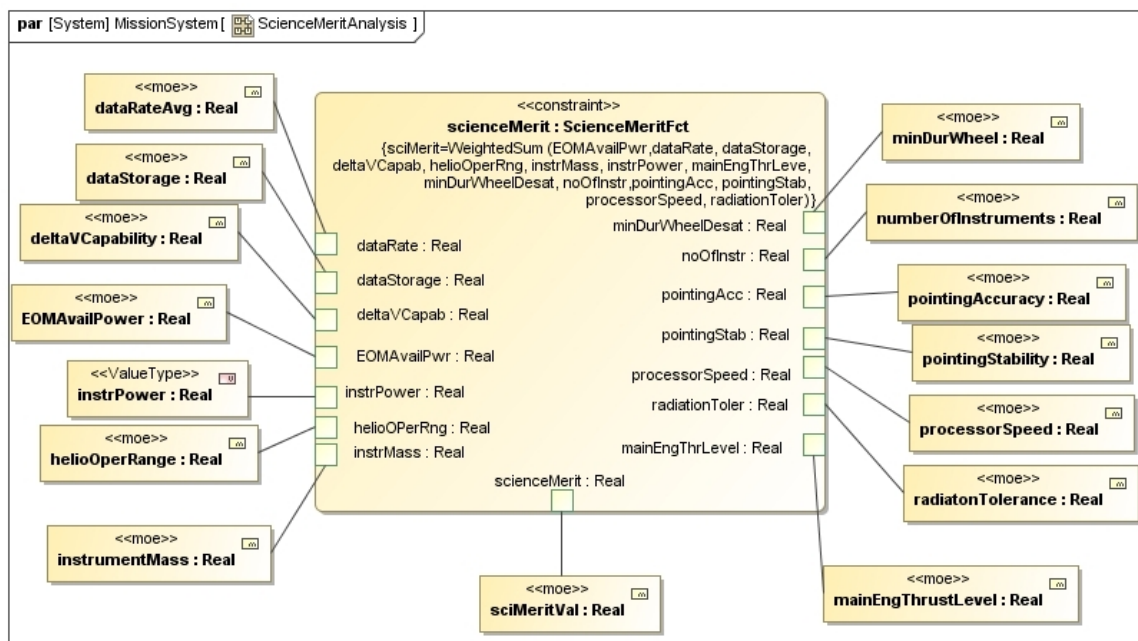 par [System] MissionSystem [ ScienceMeritAnalysis ]
<<moe>>
dataRateAvg : Real
<<moe>>
dataStorage : Real
<<moe>>
deltaVCapability : Real
<<moe>>
EOMAvailPower : Real
<<ValueType>>
instrPower : Real
<<moe>>
helioOperRange : Real
<<moe>>
instrumentMass : Real
<<constraint>>
scienceMerit : ScienceMeritFct
{sciMerit=WeightedSum (EOMAvailPwr,dataRate, dataStorage,
deltaVCapab, helioOperRng, instrMass, instrPower, mainEngThrLeve,
minDurWheelDesat, noOfInstr,pointingAcc, pointingStab,
processorSpeed, radiationToler)}
dataRate : Real
dataStorage : Real
deltaVCapab : Real
EOMAvailPwr : Real
instrPower : Real
helioOPerRng : Real
instrMass : Real
minDurWheelDesat : Real
noOfInstr : Real
pointingAcc : Real
pointingStab : Real
processorSpeed : Real
radiationToler : Real
mainEngThrLevel : Real
scienceMerit : Real
<<moe>>
sciMeritVal : Real
<<moe>>
minDurWheel : Real
<<moe>>
numberOfInstruments : Real
<<moe>>
pointingAccuracy : Real
<<moe>>
pointingStability : Real
<<moe>>
processorSpeed : Real
<<moe>>
radiatonTolerance : Real
<<moe>>
mainEngThrustLevel : Real